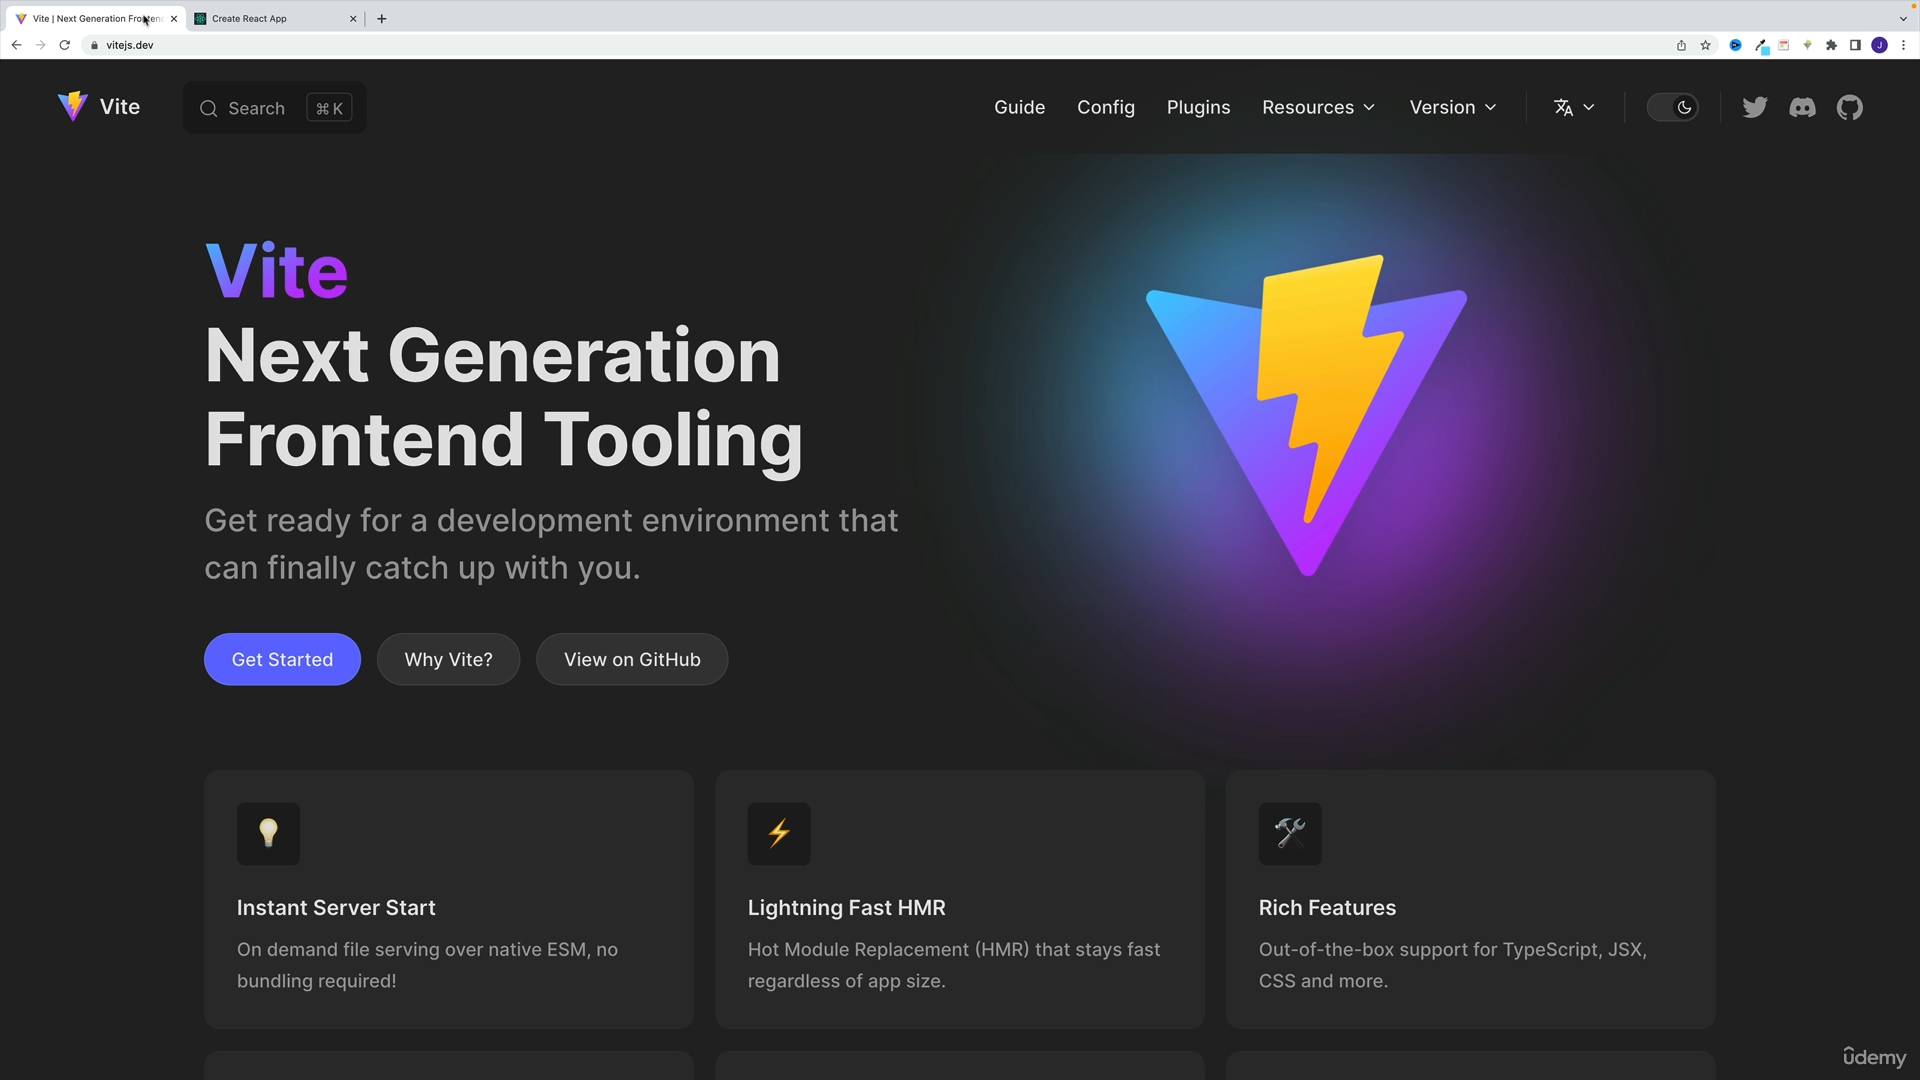 Vite | Next Generation Fronten
Create React App
vitejs.dev
J
Vite
Search
⌘ K
Guide
Config
Plugins
Resources
Version
Vite
Next Generation
Frontend Tooling
Get ready for a development environment that
can finally catch up with you.
Get Started
Why Vite?
View on GitHub
Instant Server Start
On demand file serving over native ESM, no
bundling required!
Lightning Fast HMR
Hot Module Replacement (HMR) that stays fast
regardless of app size.
Rich Features
Out-of-the-box support for TypeScript, JSX,
CSS and more.
ûdemy